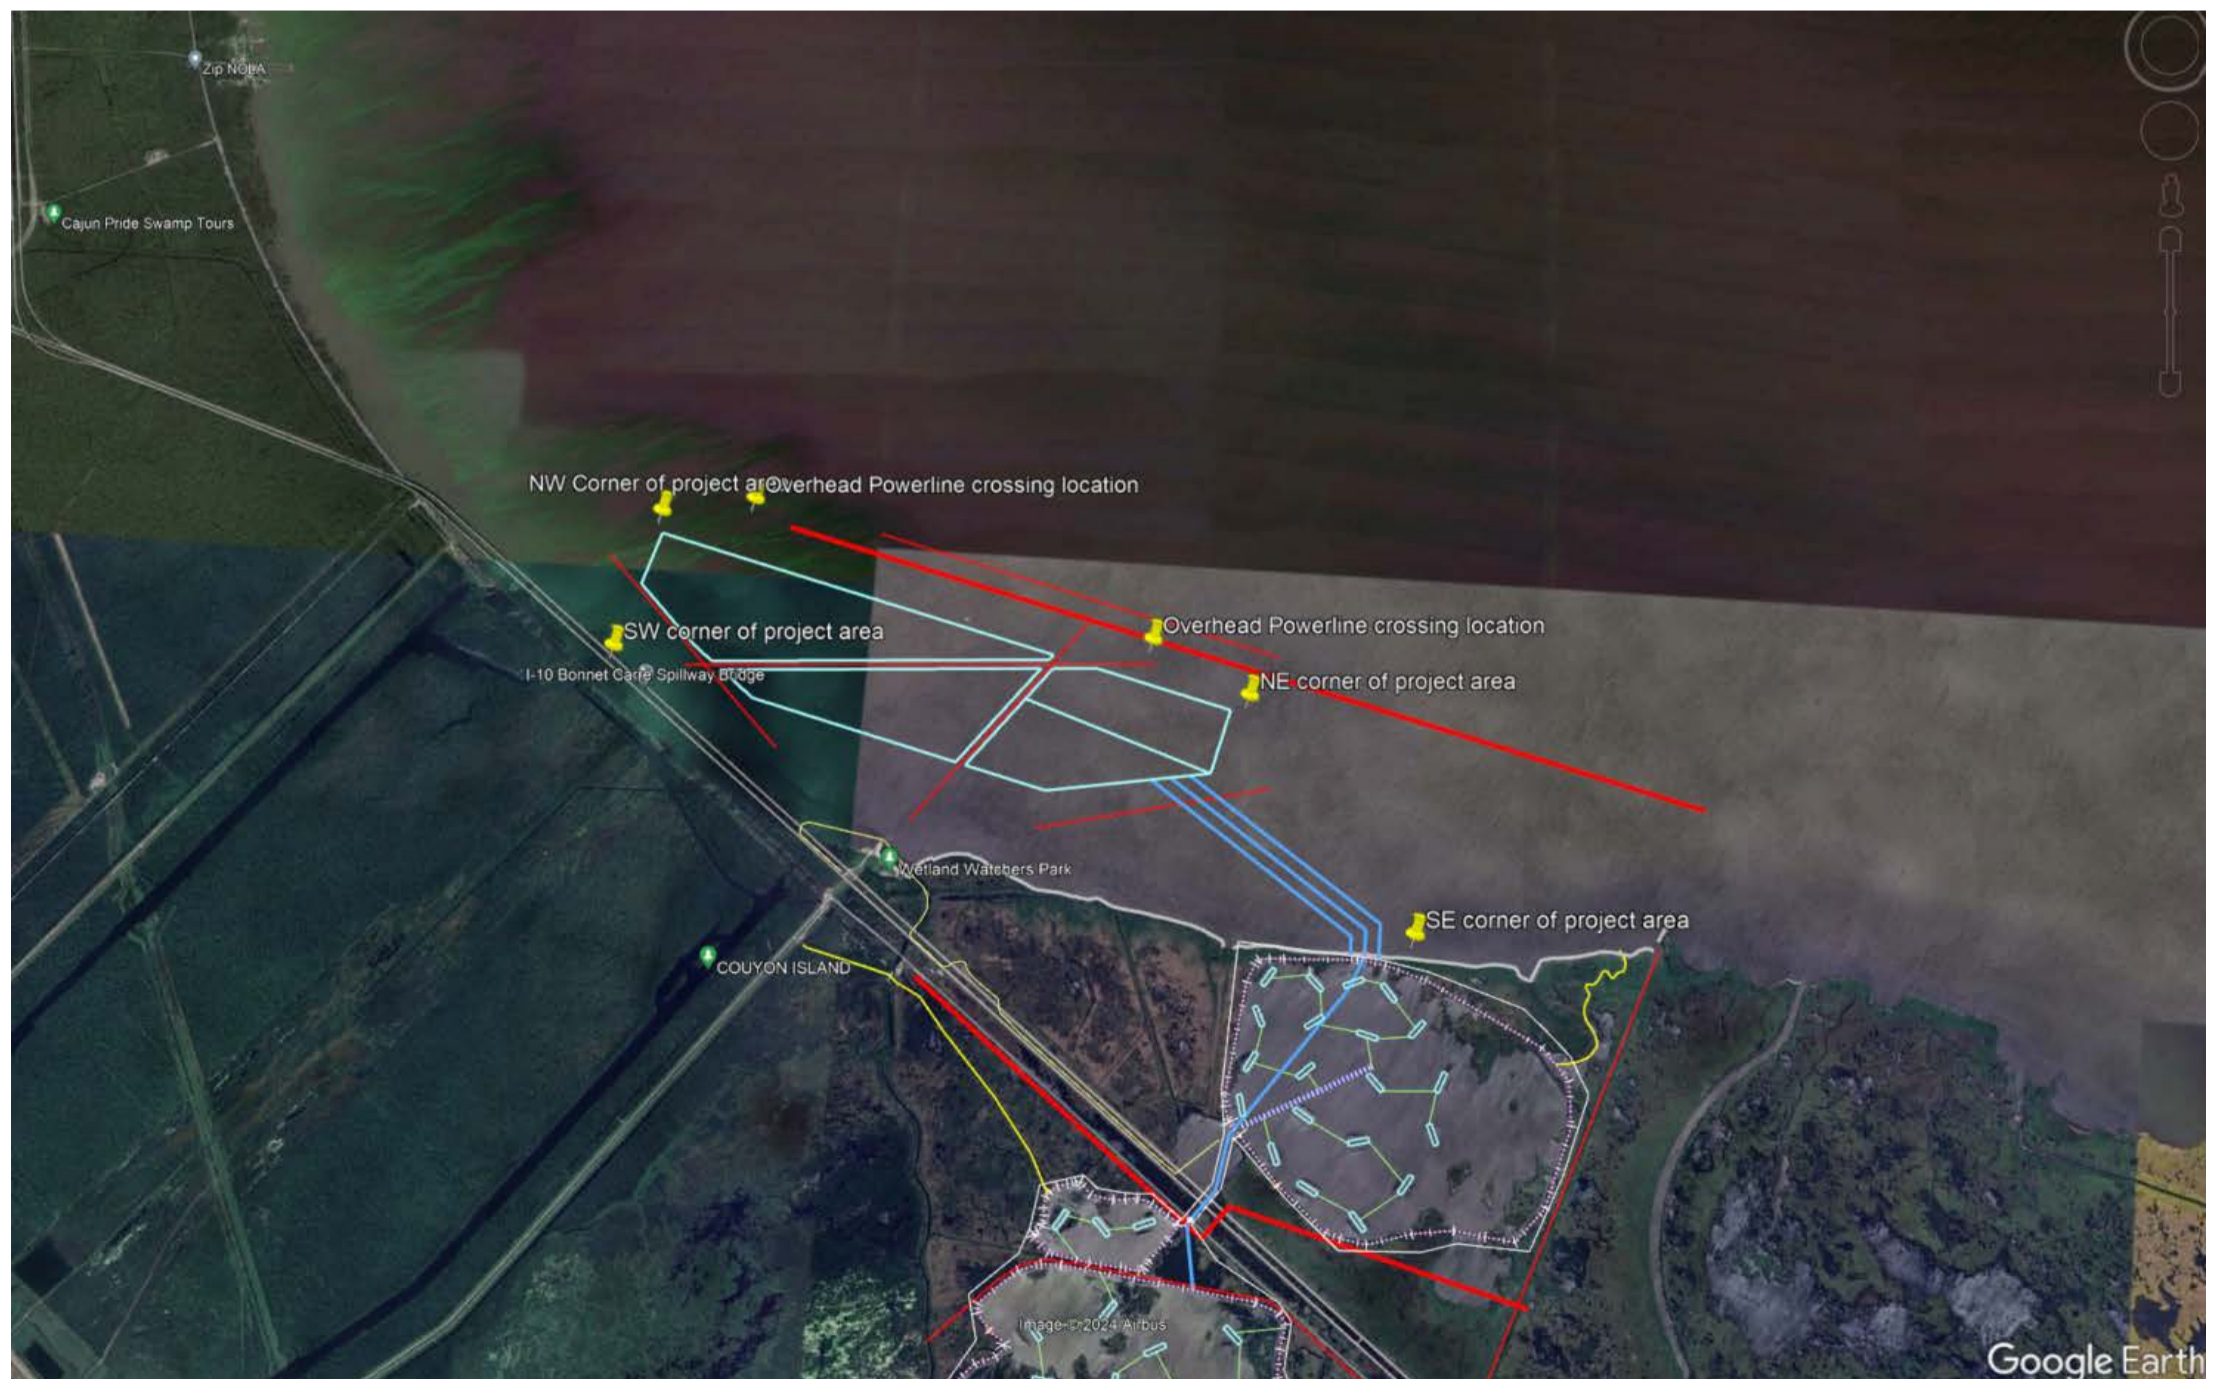 Zip NOLA
Cajun Pride Swamp Tours
NW Corner of project area
Overhead Powerline crossing location
SW corner of project area
Overhead Powerline crossing location
I-10 Bonnet Carre Spillway Bridge
NE corner of project area
Wetland Watchers Park
SE corner of project area
COUYON ISLAND
Image © 2024 Airbus
Google Earth